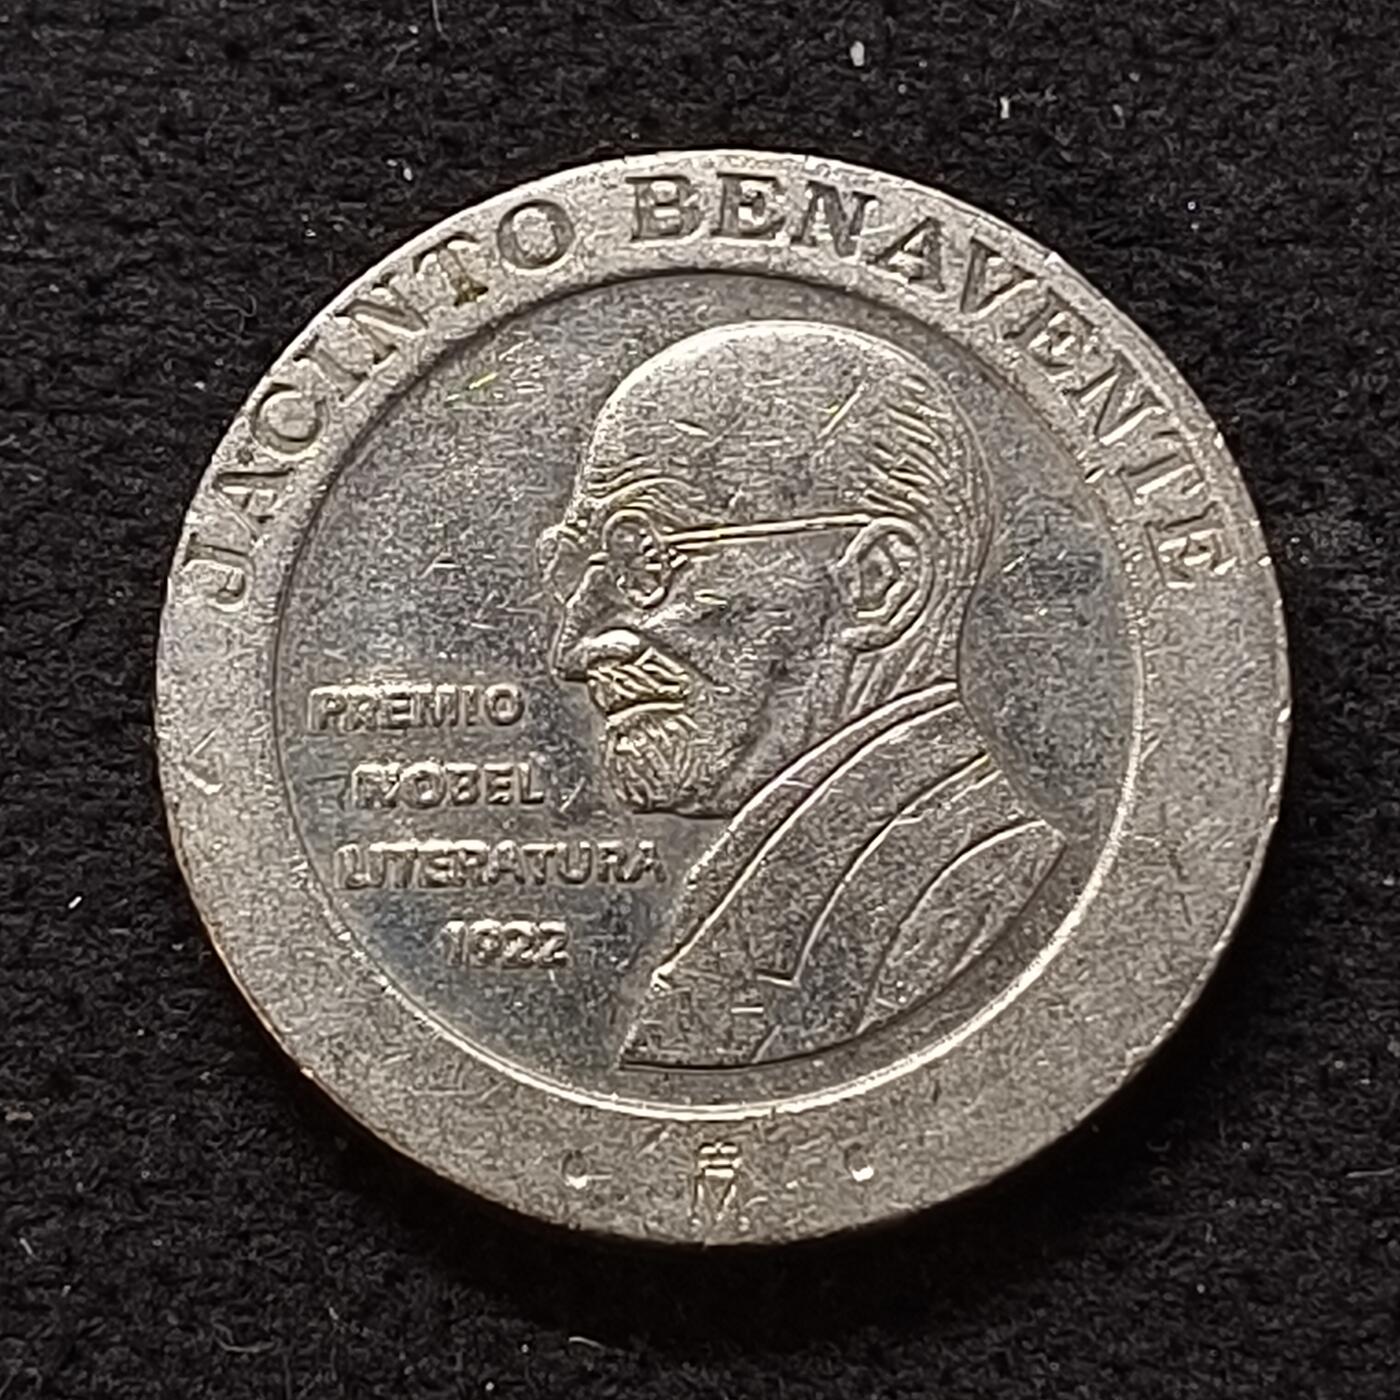 JACINTO BENAVENTE
PREMIO
NOBEL
LITERATURA
1922
M